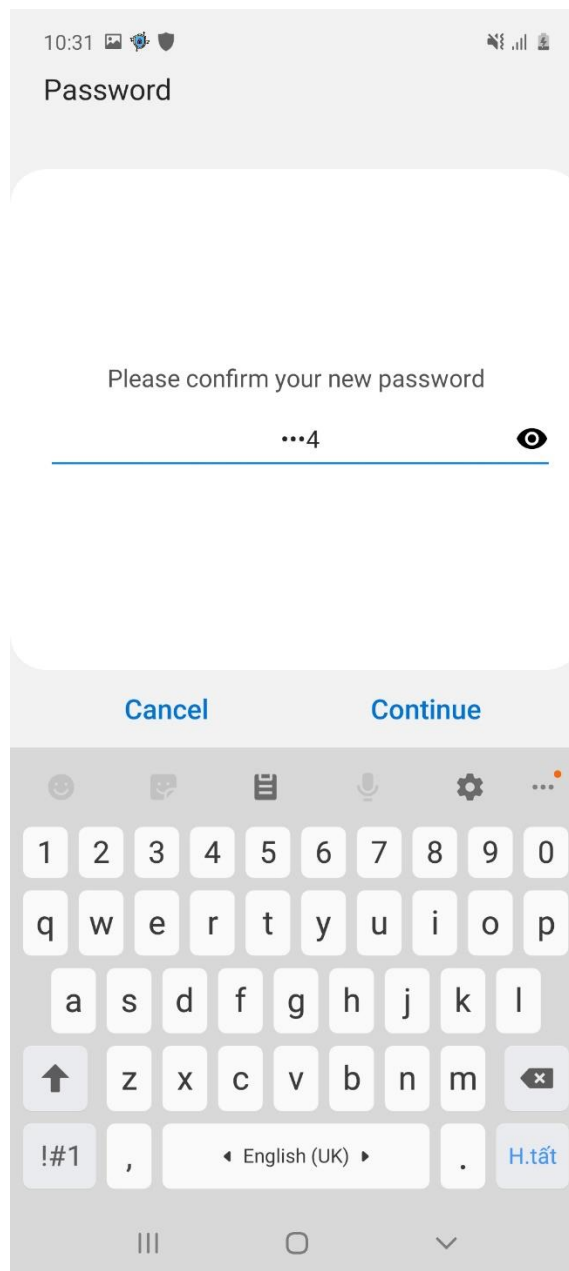 10:31
Password
Please confirm your new password
•••4
Cancel Continue
1 2 3 4 5 6 7 8 9 0
q w e r t y u i o p
a s d f g h j k l
z x c v b n m
!#1 , English (UK) . H.tất